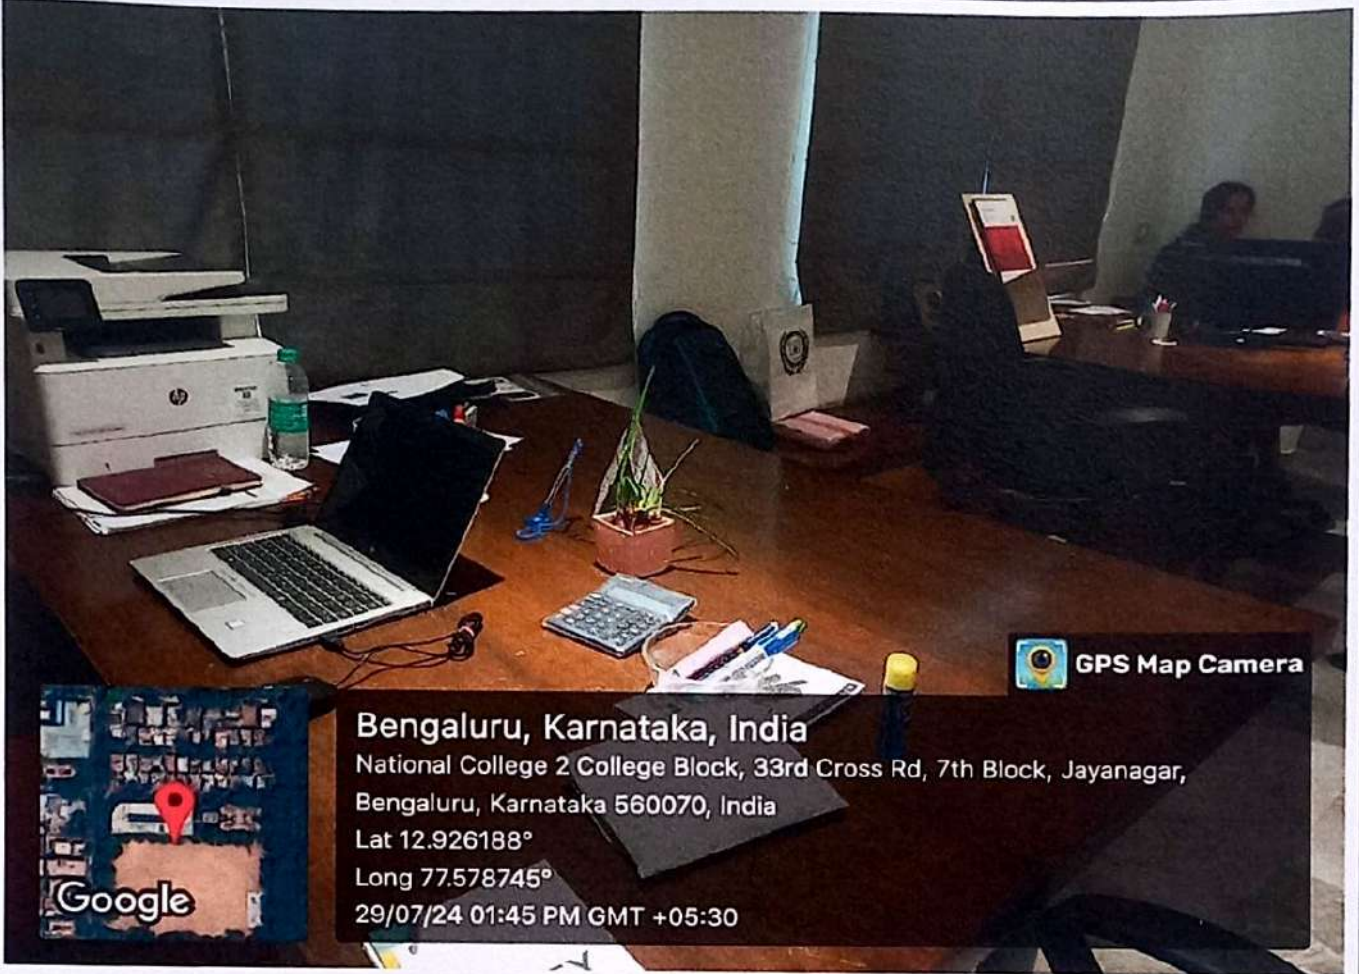 hp
GPS Map Camera
Bengaluru, Karnataka, India
National College 2 College Block, 33rd Cross Rd, 7th Block, Jayanagar,
Bengaluru, Karnataka 560070, India
Lat 12.926188°
Long 77.578745°
29/07/24 01:45 PM GMT +05:30
Google